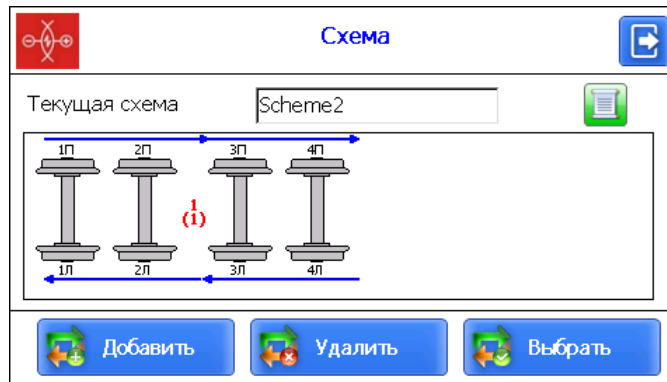 Схема
Текущая схема Scheme2
1П 2П 3П 4П
1
(1)
1Л 2Л 3Л 4Л
Добавить Удалить Выбрать